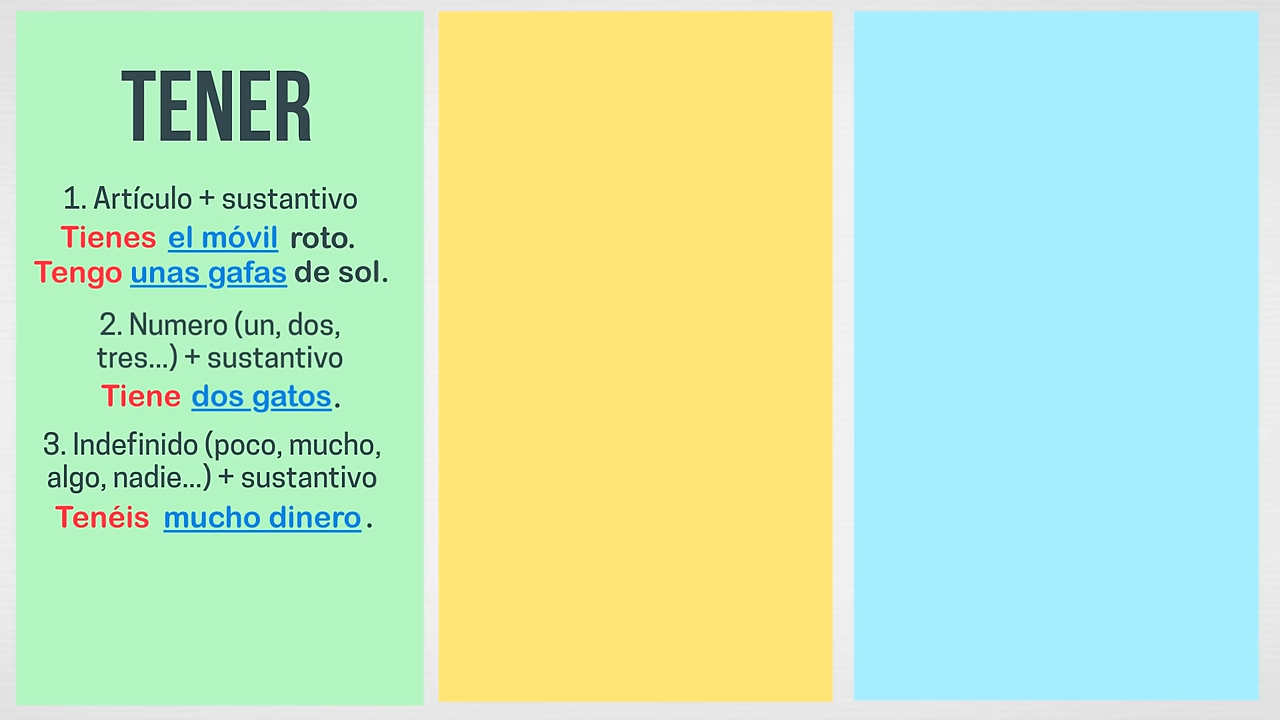 TENER
1. Artículo + sustantivo
Tienes el móvil roto.
Tengo unas gafas de sol.
2. Numero (un, dos,
tres...) + sustantivo
Tiene dos gatos.
3. Indefinido (poco, mucho,
algo, nadie...) + sustantivo
Tenéis mucho dinero.